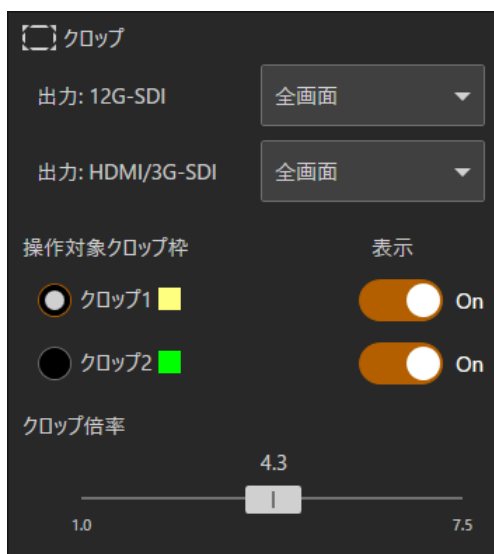 クロップ
出力: 12G-SDI 全画面
出力: HDMI/3G-SDI 全画面
操作対象クロップ枠 表示
クロップ1 On
クロップ2 On
クロップ倍率
4.3
1.0 7.5